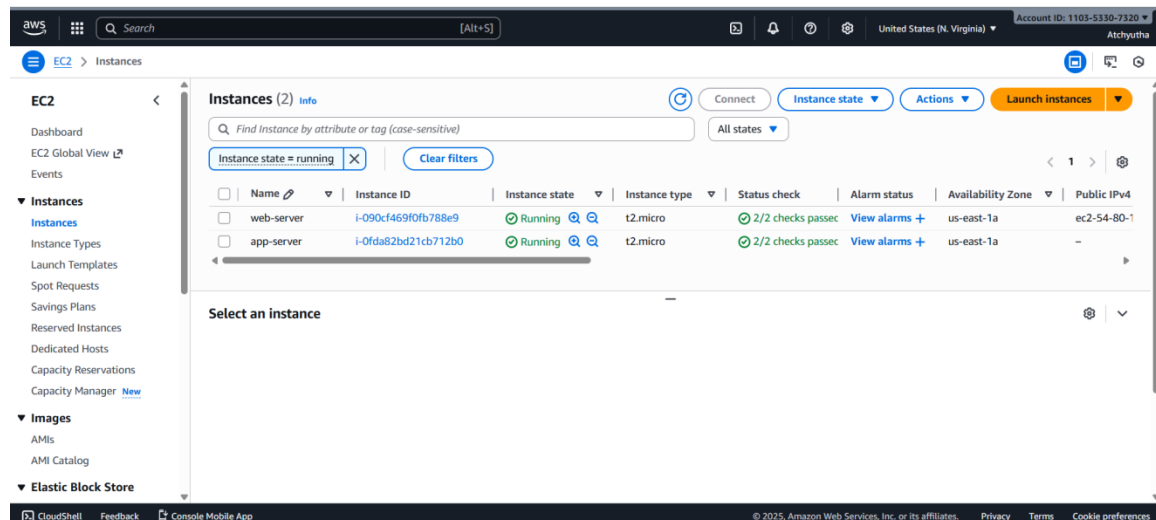 aws
Search
[Alt+S]
United States (N. Virginia)
Account ID: 1103-5330-7320
Atchyutha
EC2 > Instances
EC2
Dashboard
EC2 Global View
Events
Instances
Instances
Instance Types
Launch Templates
Spot Requests
Savings Plans
Reserved Instances
Dedicated Hosts
Capacity Reservations
Capacity Manager New
Images
AMIs
AMI Catalog
Elastic Block Store
Instances (2) Info
Connect
Instance state
Actions
Launch instances
Find Instance by attribute or tag (case-sensitive)
All states
Instance state = running
Clear filters
1
Name Instance ID Instance state Instance type Status check Alarm status Availability Zone Public IPv4
web-server i-090cf469f0fb788e9 Running t2.micro 2/2 checks passec View alarms + us-east-1a ec2-54-80-1
app-server i-0fda82bd21cb712b0 Running t2.micro 2/2 checks passec View alarms + us-east-1a –
Select an instance
CloudShell Feedback Console Mobile App © 2025, Amazon Web Services, Inc. or its affiliates. Privacy Terms Cookie preferences